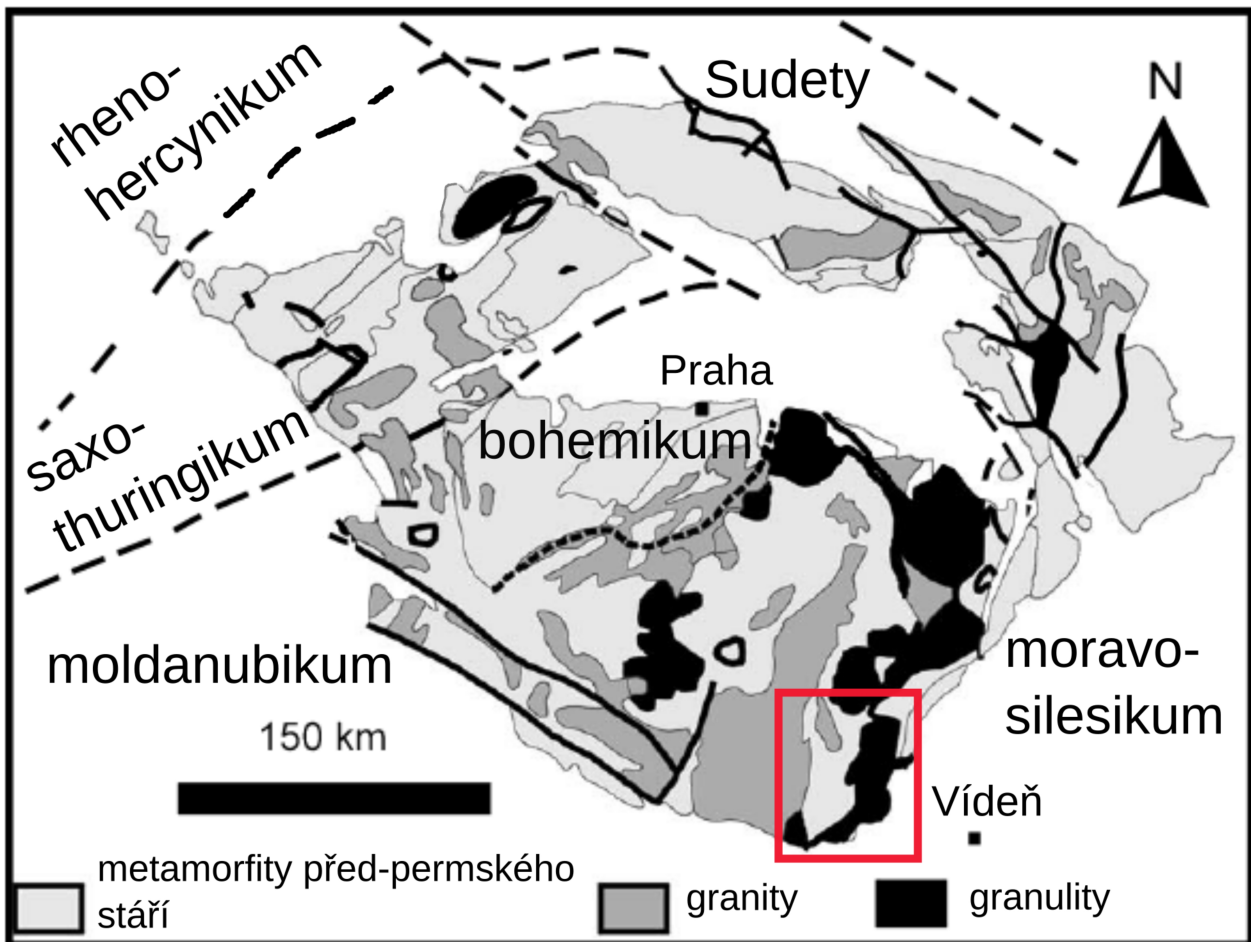 rheno-
hercynikum
Sudety
N
saxo-
thuringikum
Praha
bohemikum
moldanubikum
moravo-
silesikum
150 km
Vídeň
metamorfity před-permského
stáří
granity
granulity